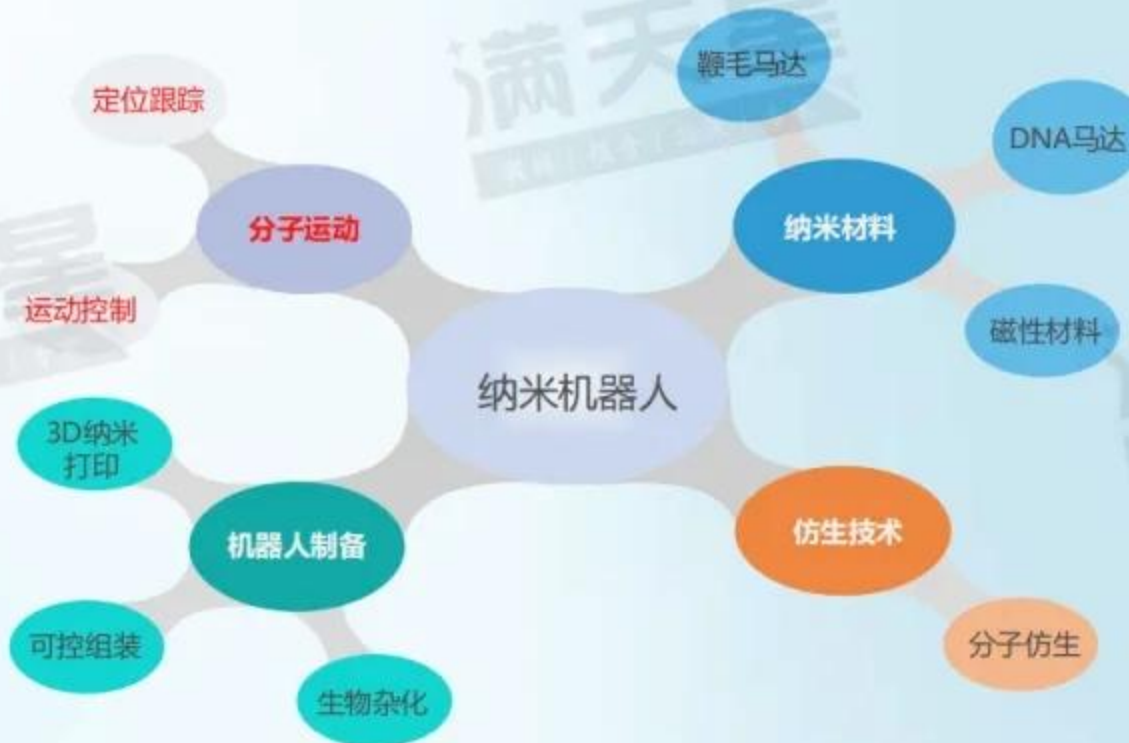 满天星
鞭毛马达
定位跟踪
DNA马达
分子运动
纳米材料
运动控制
磁性材料
纳米机器人
3D纳米
打印
机器人制备
仿生技术
可控组装
分子仿生
生物杂化